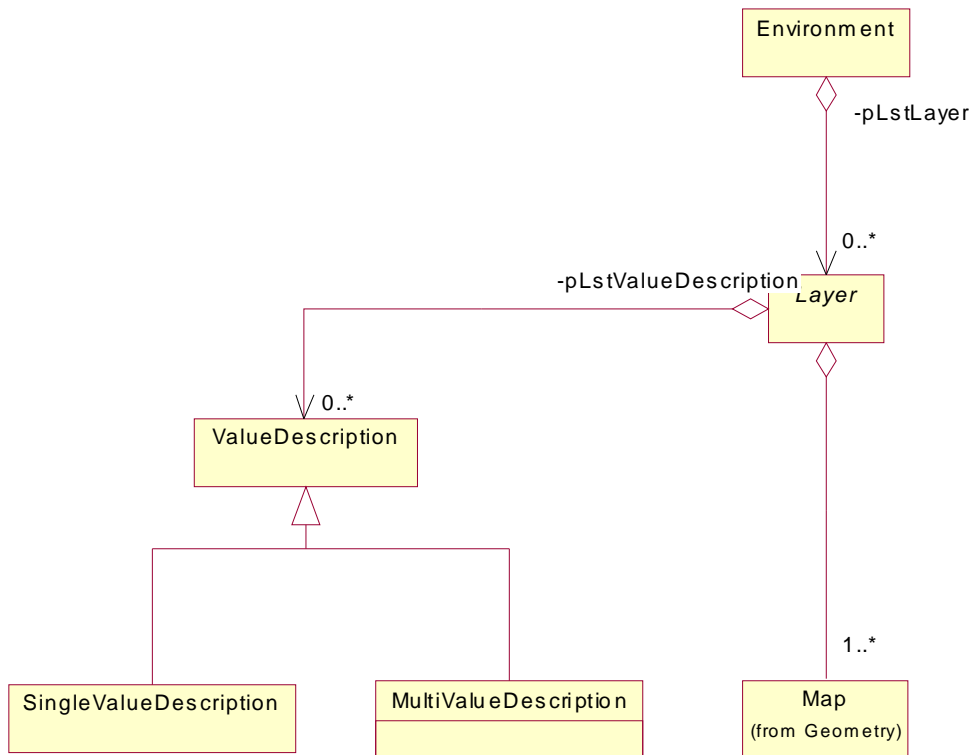 Environment
-pLstLayer
0..*
-pLstValueDescription
Layer
0..*
ValueDescription
1..*
SingleValueDescription
MultiValueDescription
Map
(from Geometry)